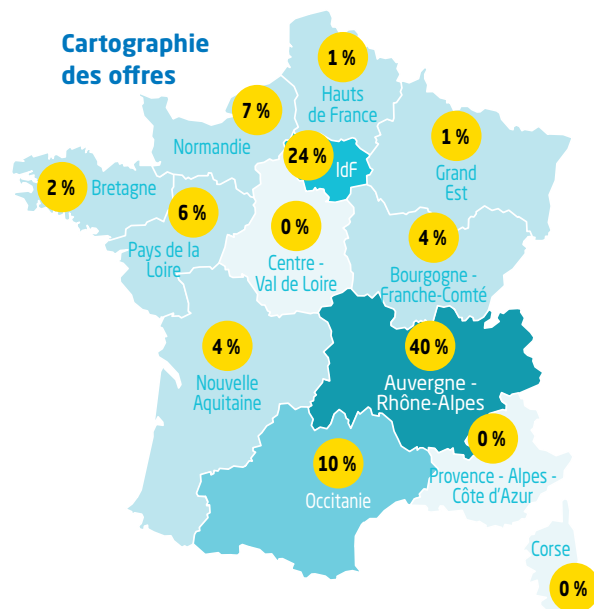 Cartographie
des offres
1 %
Hauts
de France
7 %
Normandie
24 %
IdF
1 %
Grand
Est
2 %
Bretagne
6 %
Pays de la
Loire
0 %
Centre -
Val de Loire
4 %
Bourgogne -
Franche-Comté
4 %
Nouvelle
Aquitaine
40 %
Auvergne -
Rhône-Alpes
10 %
Occitanie
0 %
Provence - Alpes -
Côte d'Azur
Corse
0 %